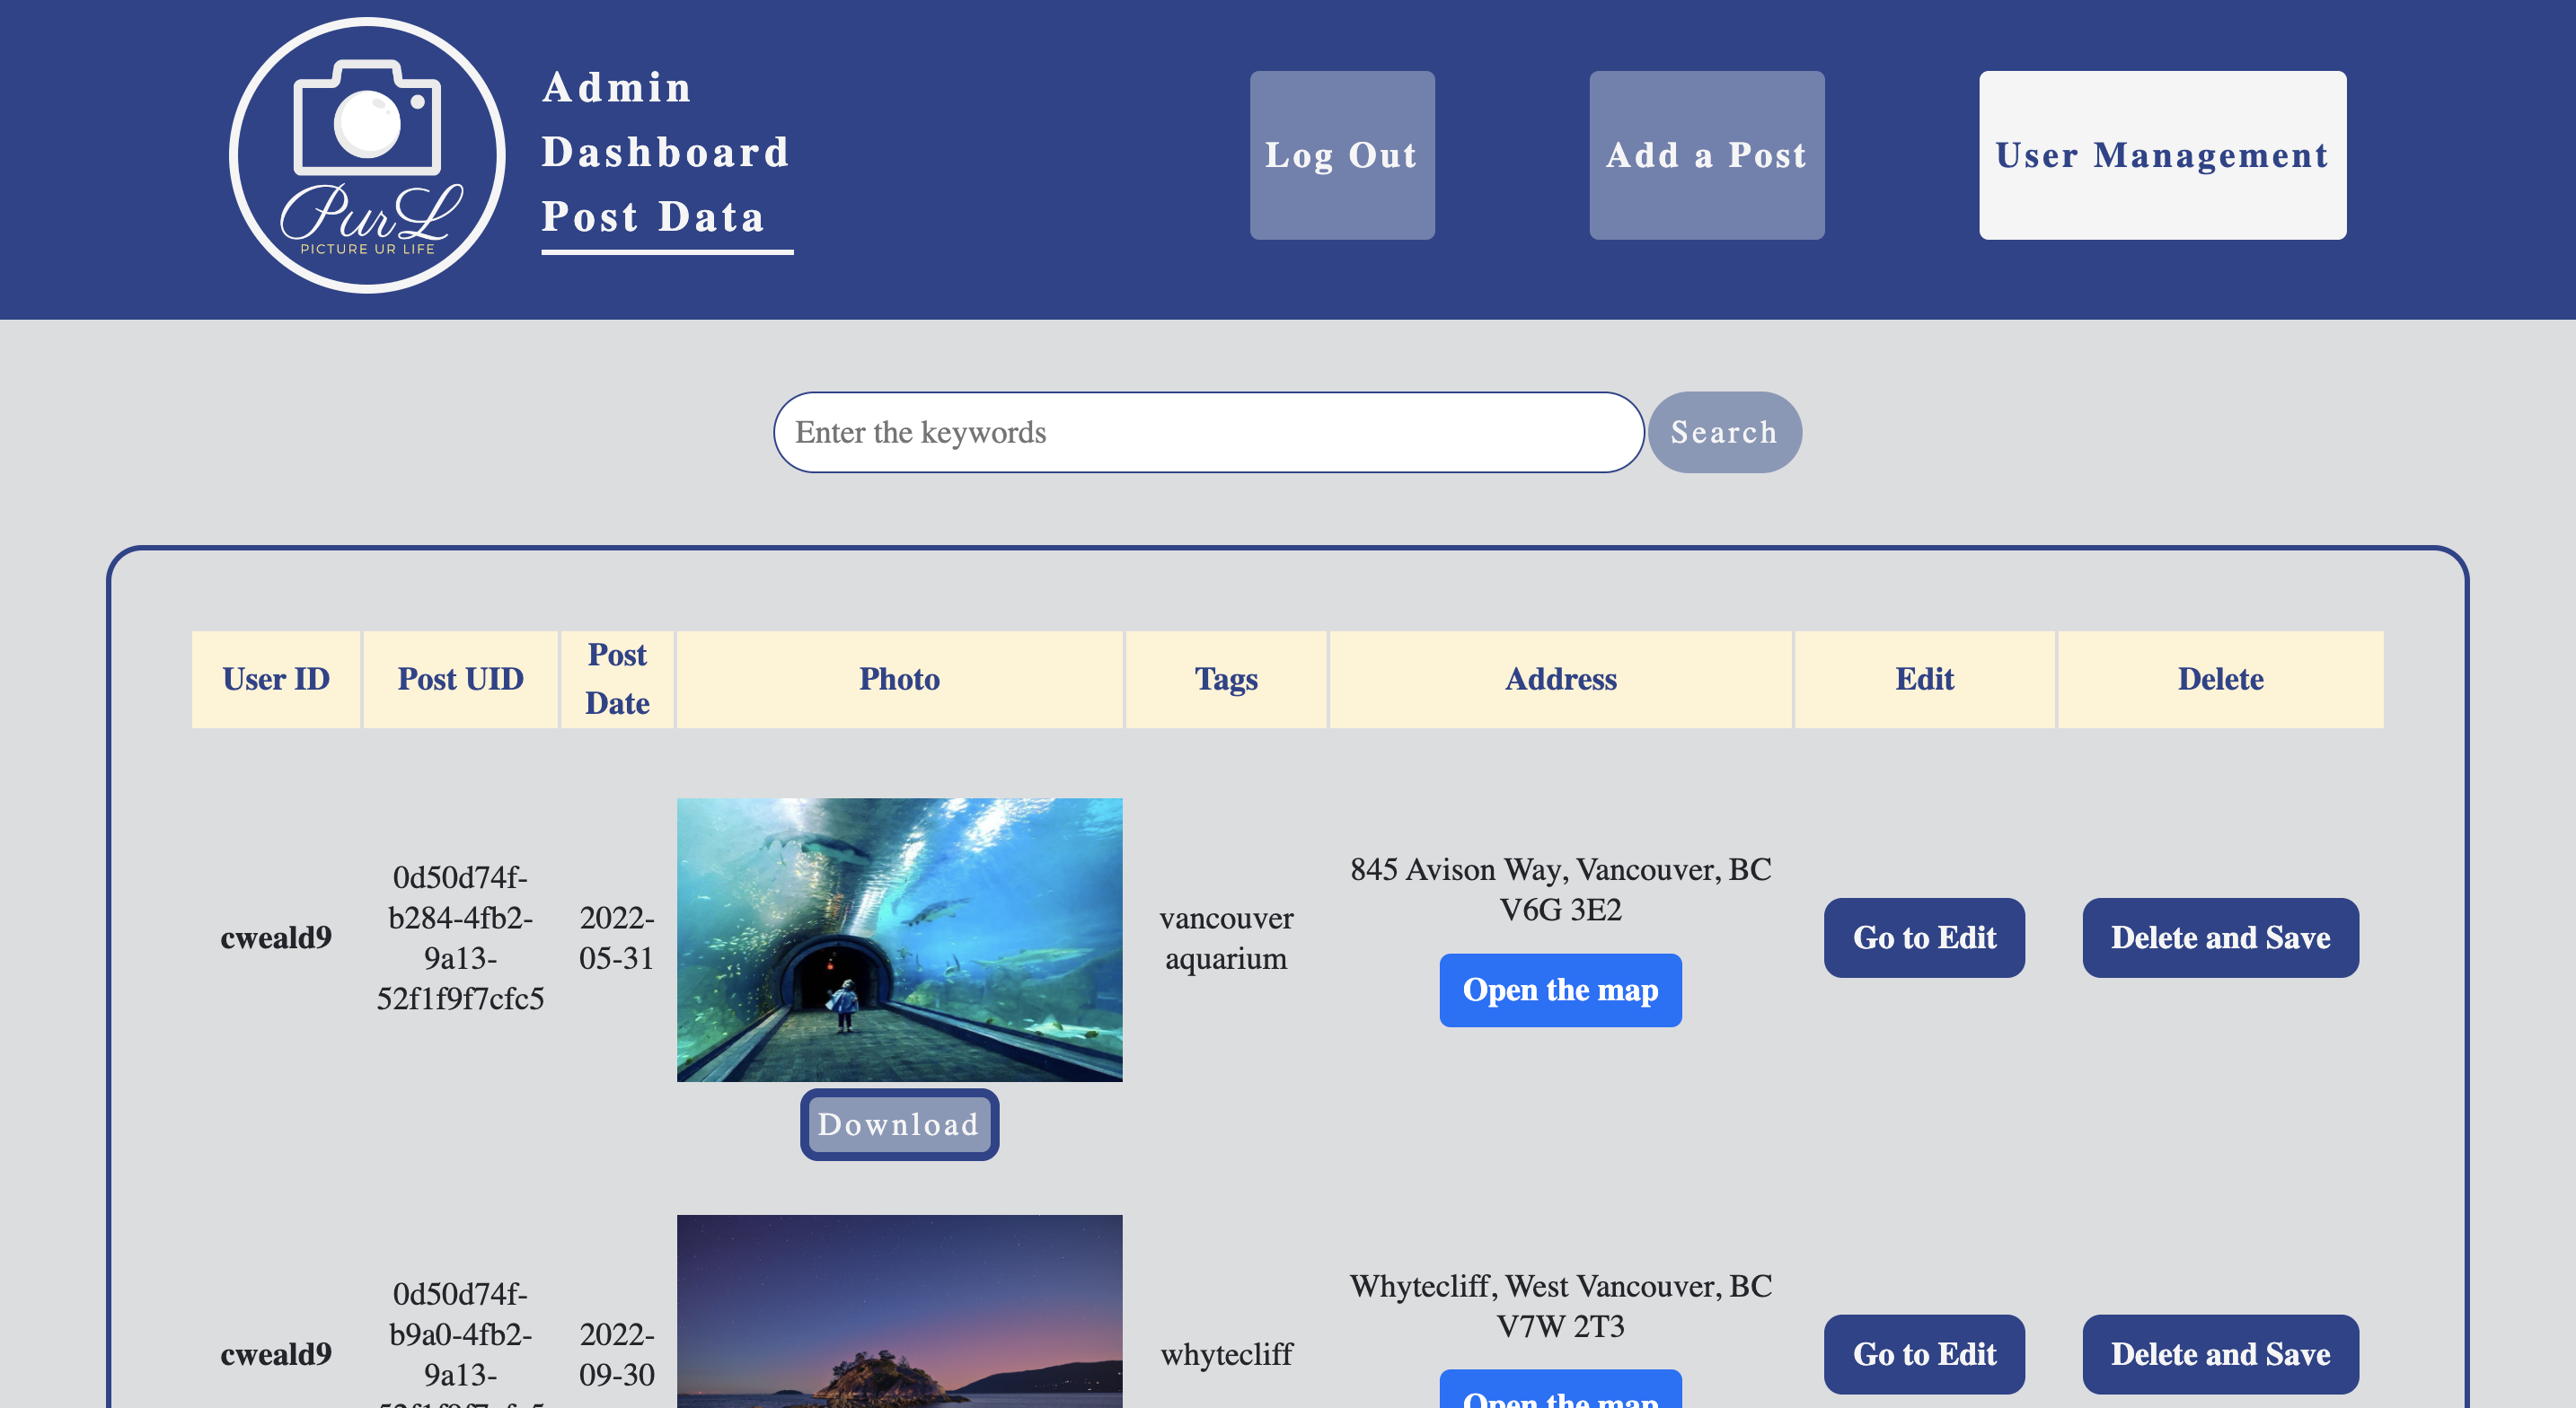 PurL
PICTURE UR LIFE
Admin
Dashboard
Post Data
Log Out
Add a Post
User Management
Enter the keywords
Search
User ID
Post UID
Post
Date
Photo
Tags
Address
Edit
Delete
cweald9
0d50d74f-
b284-4fb2-
9a13-
52f1f9f7cfc5
2022-
05-31
Download
vancouver
aquarium
845 Avison Way, Vancouver, BC
V6G 3E2
Open the map
Go to Edit
Delete and Save
cweald9
0d50d74f-
b9a0-4fb2-
9a13-
2022-
09-30
whytecliff
Whytecliff, West Vancouver, BC
V7W 2T3
Open the map
Go to Edit
Delete and Save